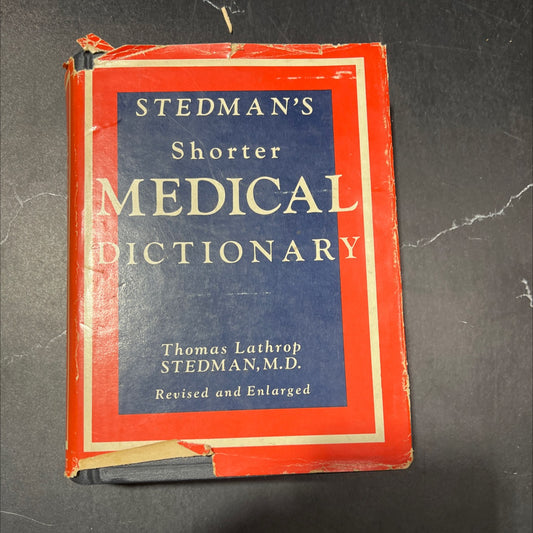 STEDMAN'S
Shorter
MEDICAL
DICTIONARY
Thomas Lathrop
STEDMAN, M.D.
Revised and Enlarged